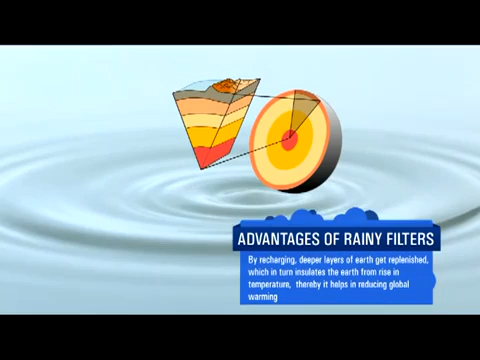 ADVANTAGES OF RAINY FILTERS
By recharging, deeper layers of earth get replenished,
which in turn insulates the earth from rise in
temperature, thereby it helps in reducing global
warming